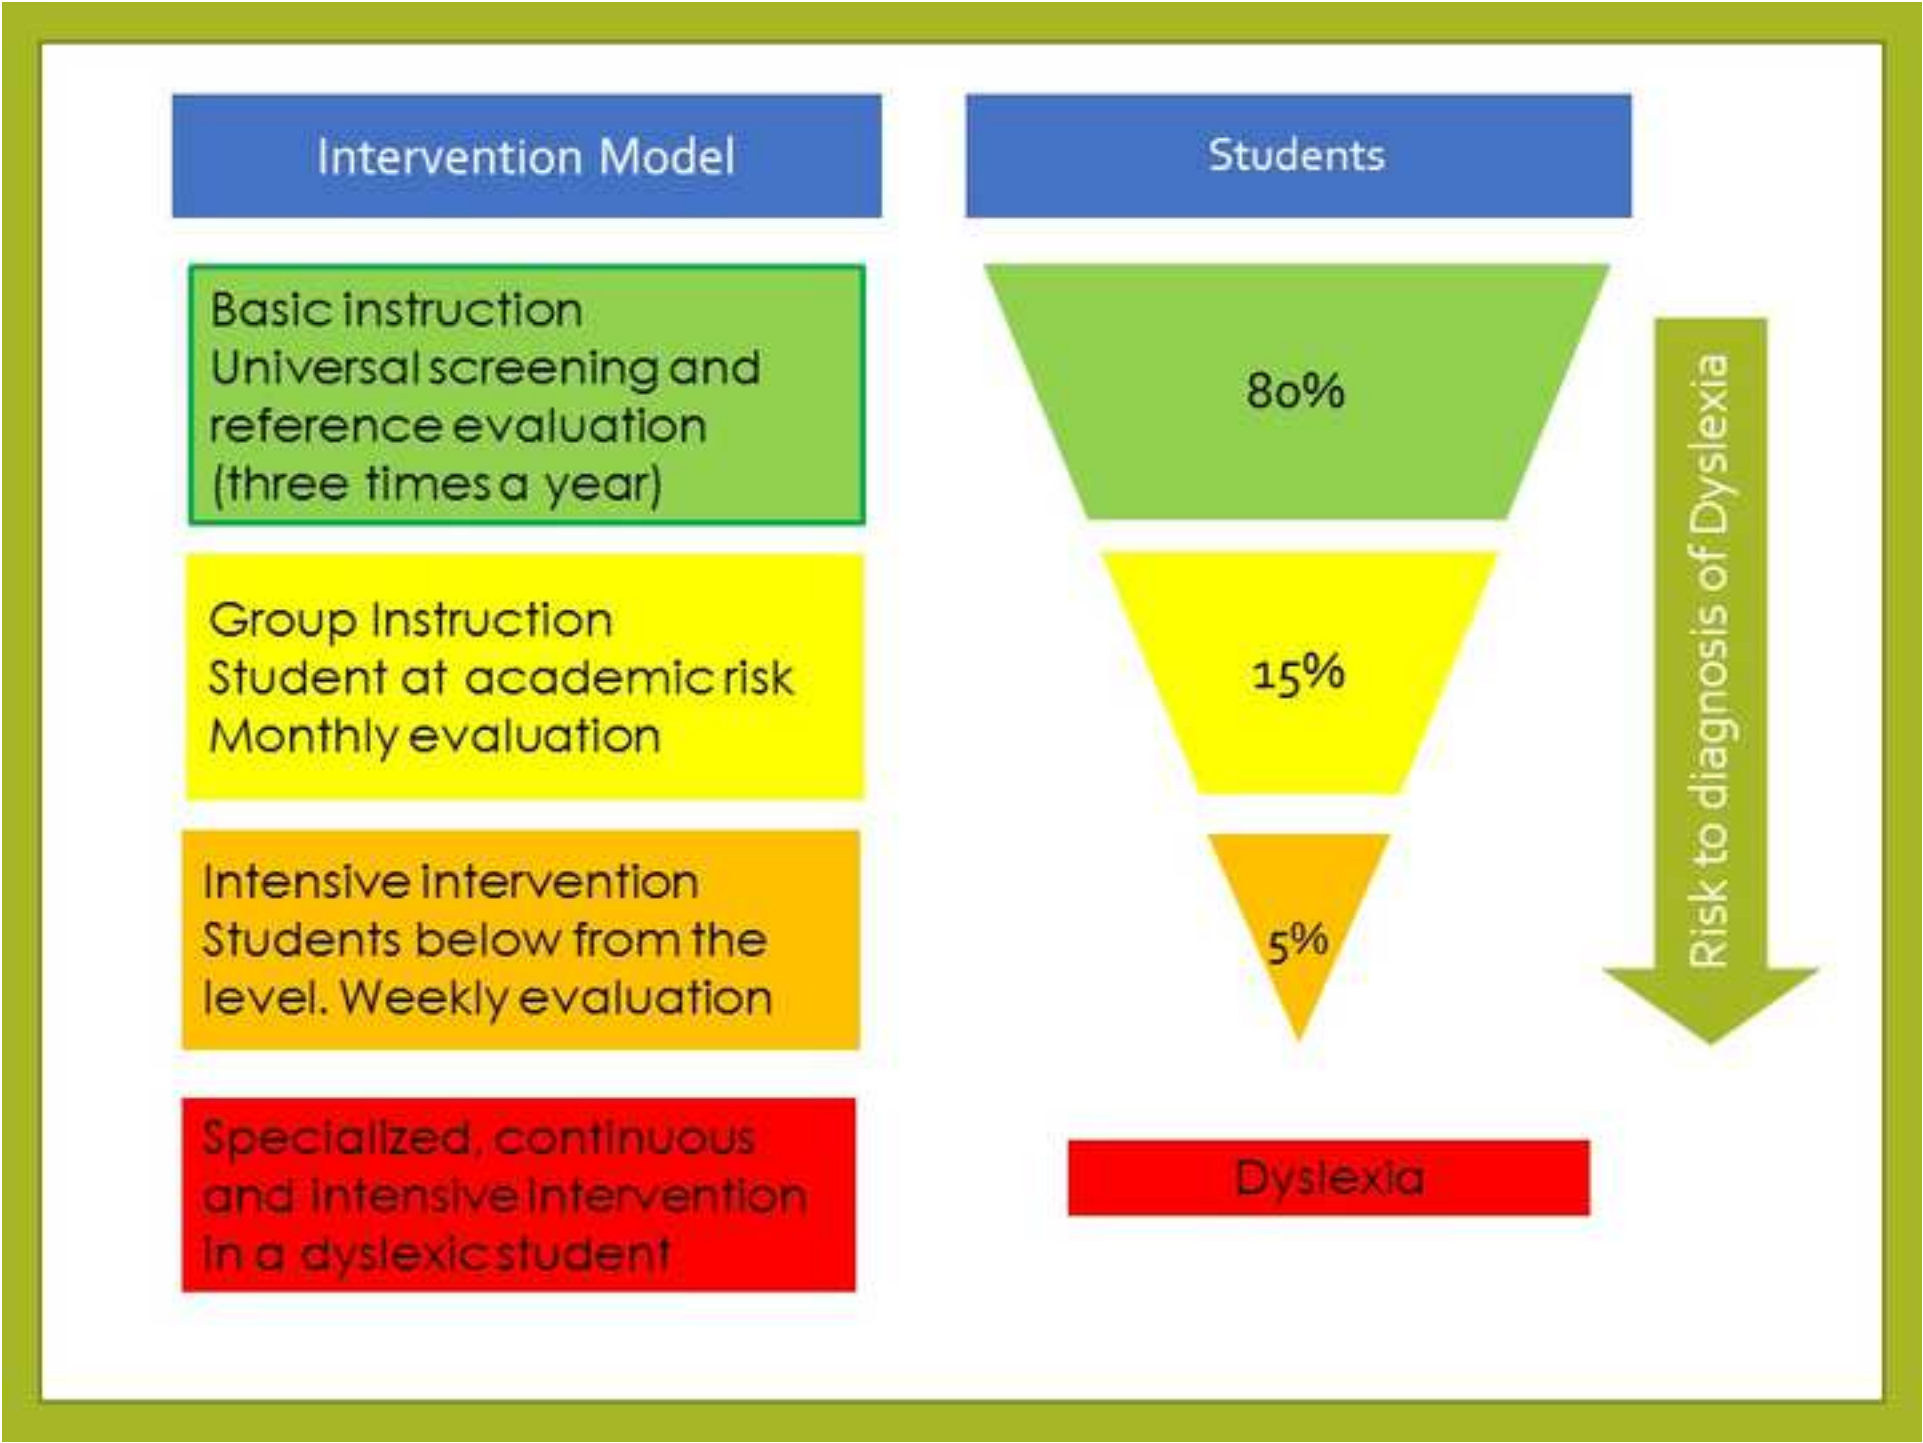 Intervention Model
Students
Basic instruction
Universal screening and
reference evaluation
(three times a year)
80%
Group Instruction
Student at academic risk
Monthly evaluation
15%
Intensive intervention
Students below from the
level. Weekly evaluation
5%
Specialized, continuous
and intensive intervention
in a dyslexic student
Dyslexia
Risk to diagnosis of Dyslexia